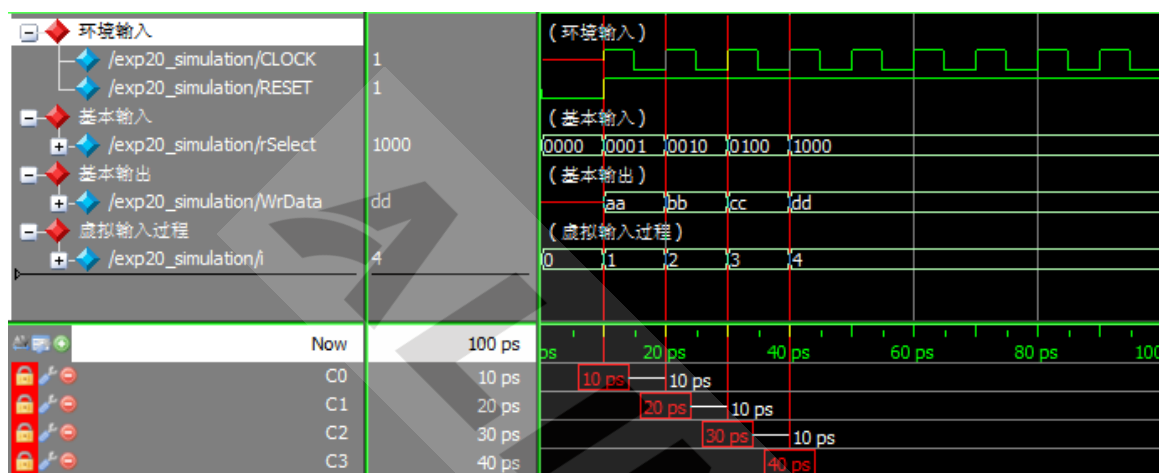 环境输入 (环境输入)
/exp20_simulation/CLOCK 1
/exp20_simulation/RESET 1
基本输入 (基本输入)
/exp20_simulation/rSelect 1000 0000 0001 0010 0100 1000
基本输出 (基本输出)
/exp20_simulation/WrData dd aa bb cc dd
虚拟输入过程 (虚拟输入过程)
/exp20_simulation/i 4 0 1 2 3 4
Now 100 ps ps 20 ps 40 ps 60 ps 80 ps 100
C0 10 ps 10 ps 10 ps
C1 20 ps 20 ps 10 ps
C2 30 ps 30 ps 10 ps
C3 40 ps 40 ps